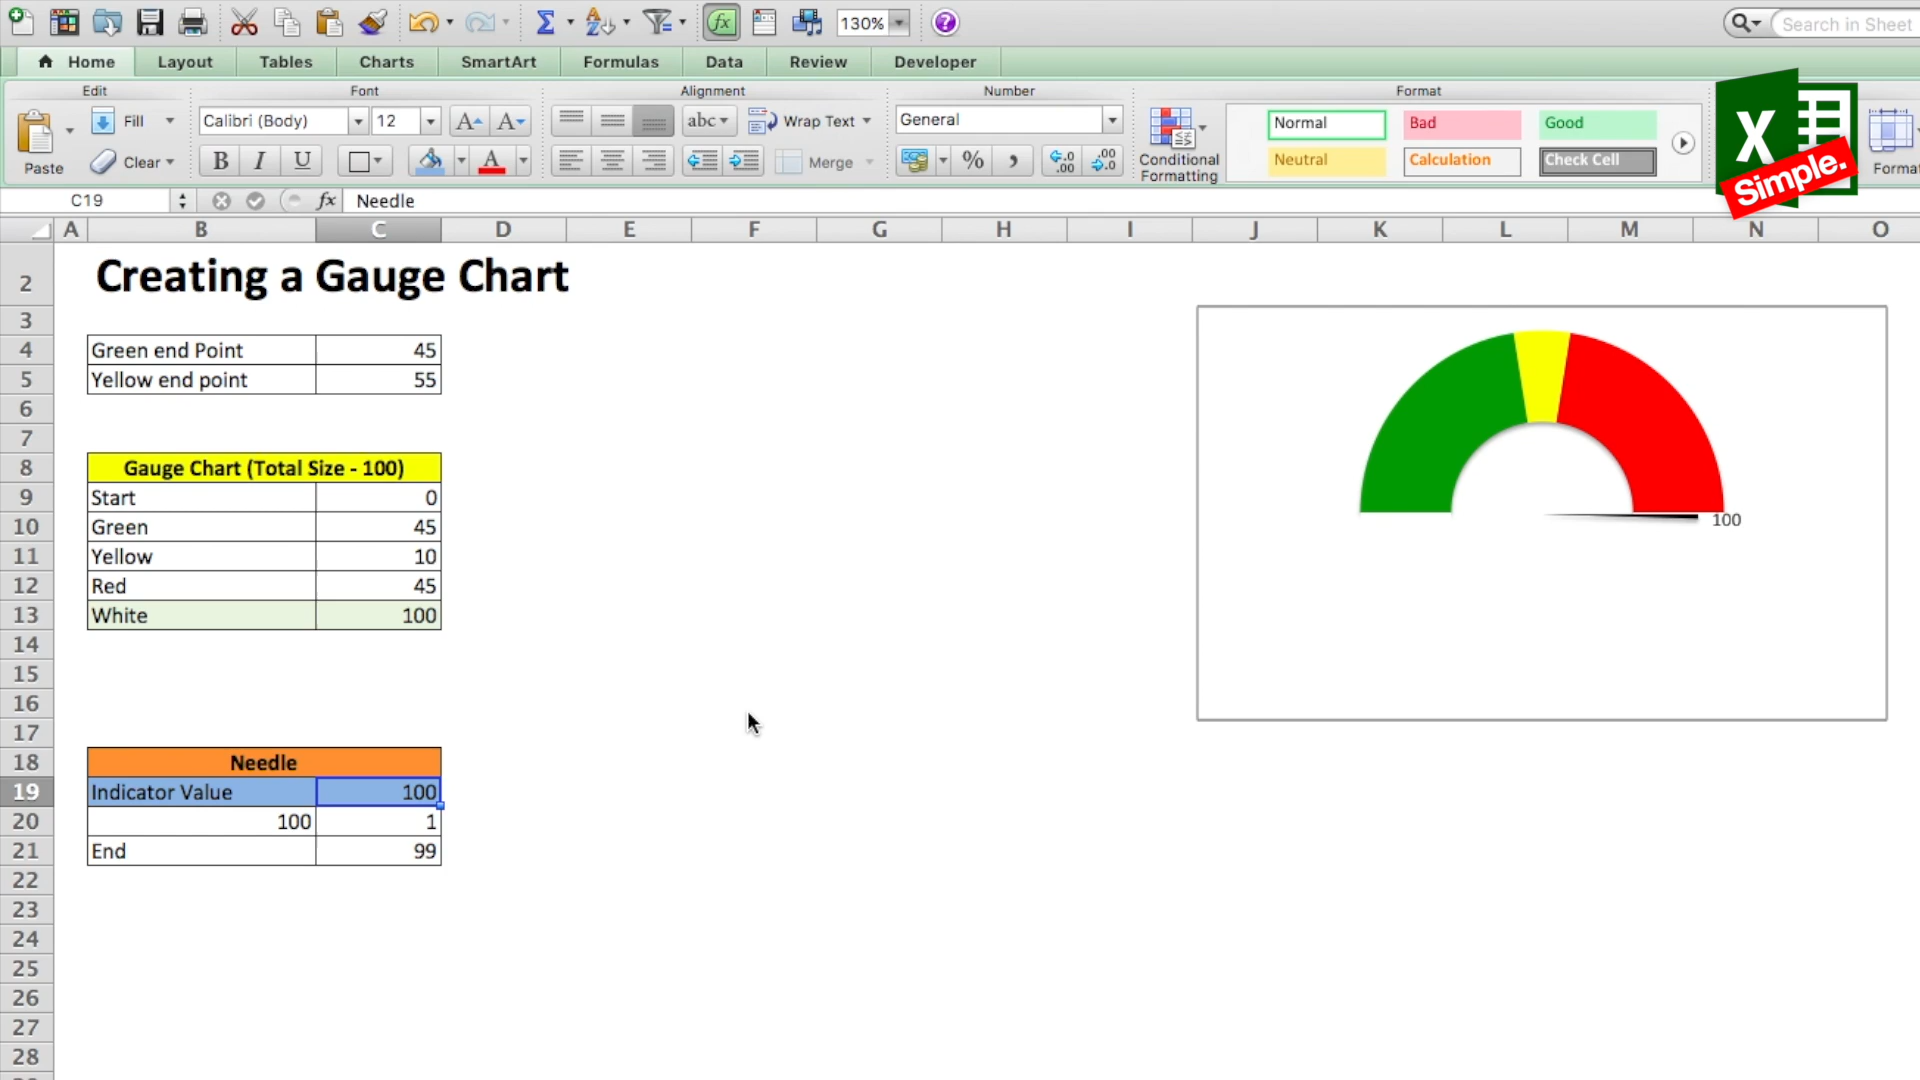 130%
Search in Sheet
Home Layout Tables Charts SmartArt Formulas Data Review Developer
Edit Font Alignment Number Format
Paste
Fill
Clear
Calibri (Body) 12
B I U
A A A
abc Wrap Text
Merge
General
% , .0 .00 .00 .0
Conditional
Formatting
Normal Bad Good
Neutral Calculation Check Cell
X
Simple.
Format
C19 fx Needle
A B C D E F G H I J K L M N O
2 Creating a Gauge Chart
3
4 Green end Point 45
5 Yellow end point 55
6
7
8 Gauge Chart (Total Size - 100)
9 Start 0
10 Green 45
11 Yellow 10
12 Red 45
13 White 100
14
15
16
17
18 Needle
19 Indicator Value 100
20 100 1
21 End 99
22
23
24
25
26
27
28
100